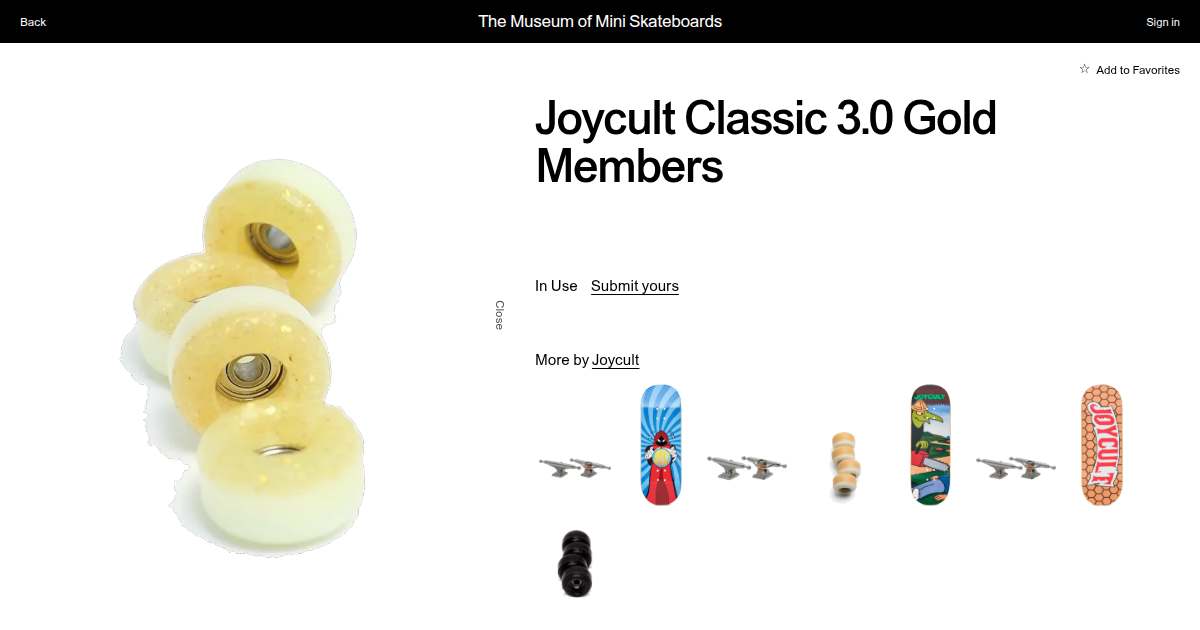 Back
The Museum of Mini Skateboards
Sign in
☆ Add to Favorites
Joycult Classic 3.0 Gold
Members
In Use Submit yours
Close
More by Joycult
JOYCULT
JOYCULT